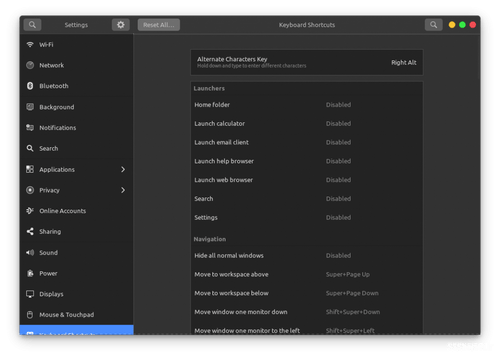 Settings
Reset All...
Keyboard Shortcuts
Wi-Fi
Network
Bluetooth
Background
Notifications
Search
Applications
Privacy
Online Accounts
Sharing
Sound
Power
Displays
Mouse & Touchpad
Alternate Characters Key
Hold down and type to enter different characters
Right Alt
Launchers
Home folder Disabled
Launch calculator Disabled
Launch email client Disabled
Launch help browser Disabled
Launch web browser Disabled
Search Disabled
Settings Disabled
Navigation
Hide all normal windows Disabled
Move to workspace above Super+Page Up
Move to workspace below Super+Page Down
Move window one monitor down Shift+Super+Down
Move window one monitor to the left Shift+Super+Left